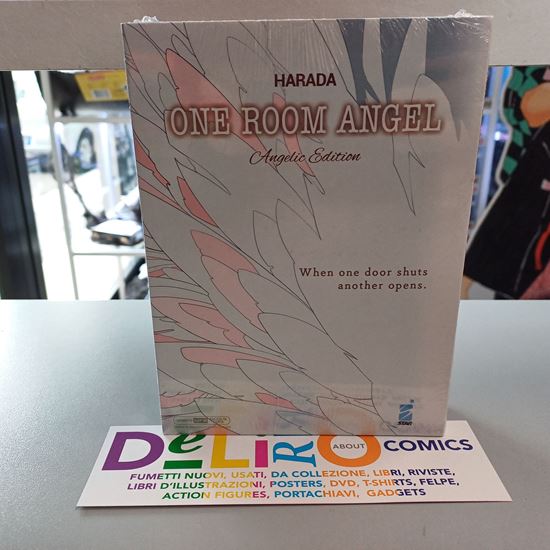 HARADA
ONE ROOM ANGEL
Angelic Edition
When one door shuts
another opens.
STAR
DeLiRO ABOUT COMICS
FUMETTI NUOVI, USATI, DA COLLEZIONE, LIBRI, RIVISTE,
LIBRI D'ILLUSTRAZIONI, POSTERS, DVD, T-SHIRTS, FELPE,
ACTION FIGURES, PORTACHIAVI, GADGETS